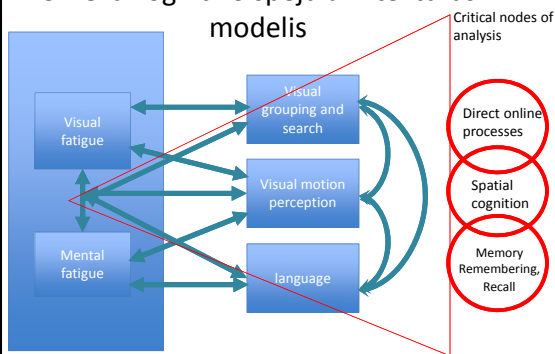 modelis
Critical nodes of
analysis
Visual
fatigue
Mental
fatigue
Visual
grouping and
search
Visual motion
perception
language
Direct online
processes
Spatial
cognition
Memory
Remembering,
Recall